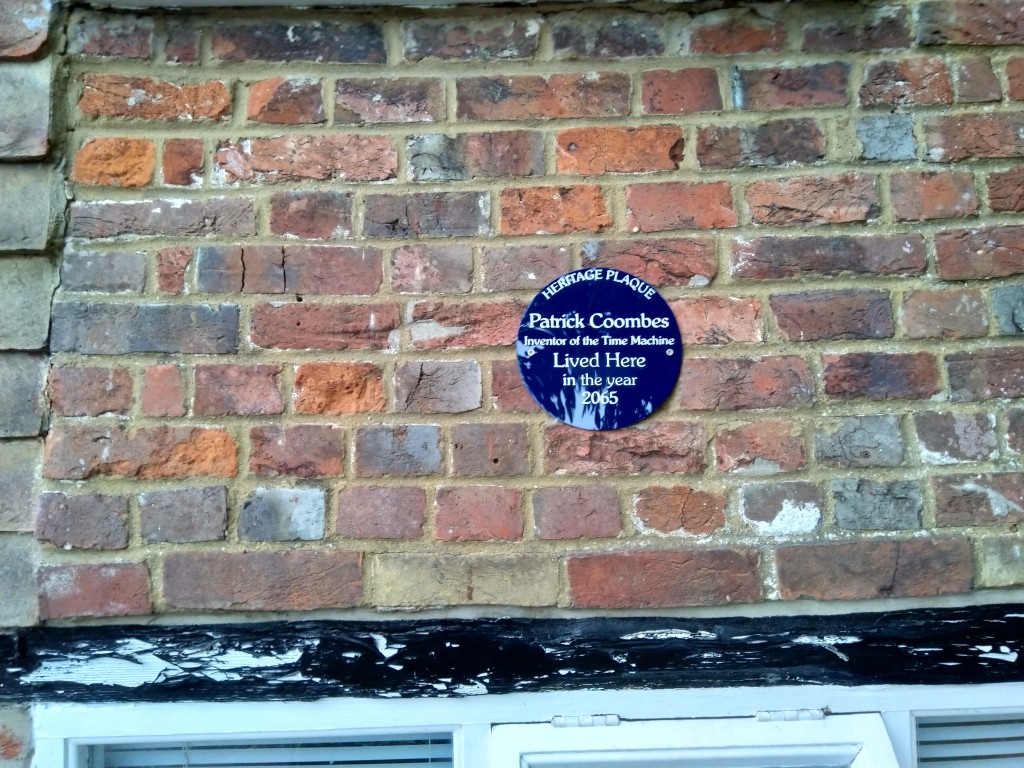 HERITAGE PLAQUE
Patrick Coombes
Inventor of the Time Machine
Lived Here
in the year
2065